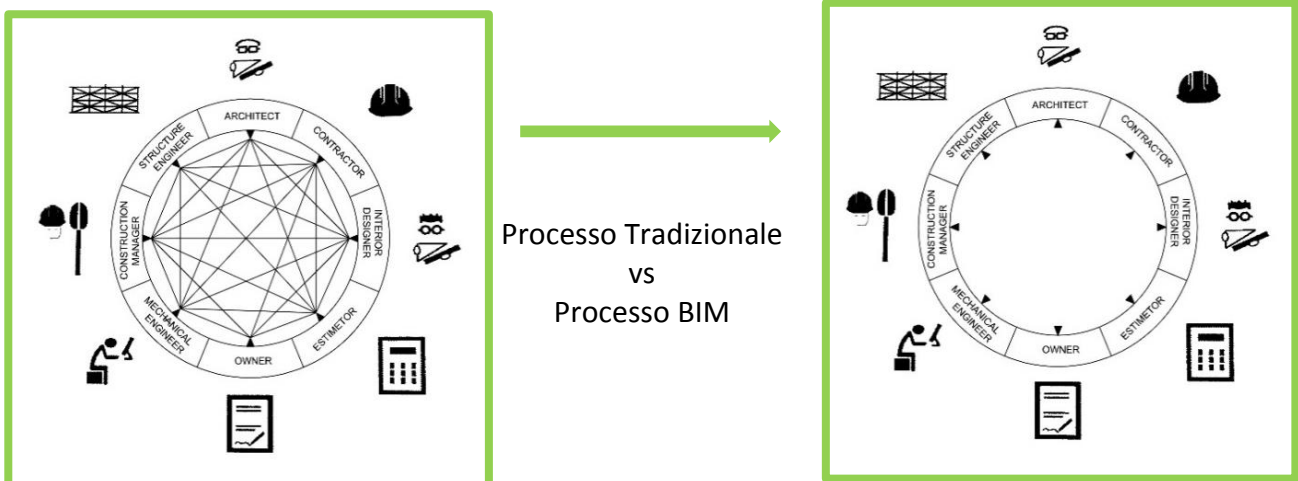 ARCHITECT
CONTRACTOR
INTERIOR
DESIGNER
ESTIMETOR
OWNER
MECHANICAL
ENGINEER
CONSTRUCTION
MANAGER
STRUCTURE
ENGINEER
Processo Tradizionale
vs
Processo BIM
ARCHITECT
CONTRACTOR
INTERIOR
DESIGNER
ESTIMETOR
OWNER
MECHANICAL
ENGINEER
CONSTRUCTION
MANAGER
STRUCTURE
ENGINEER